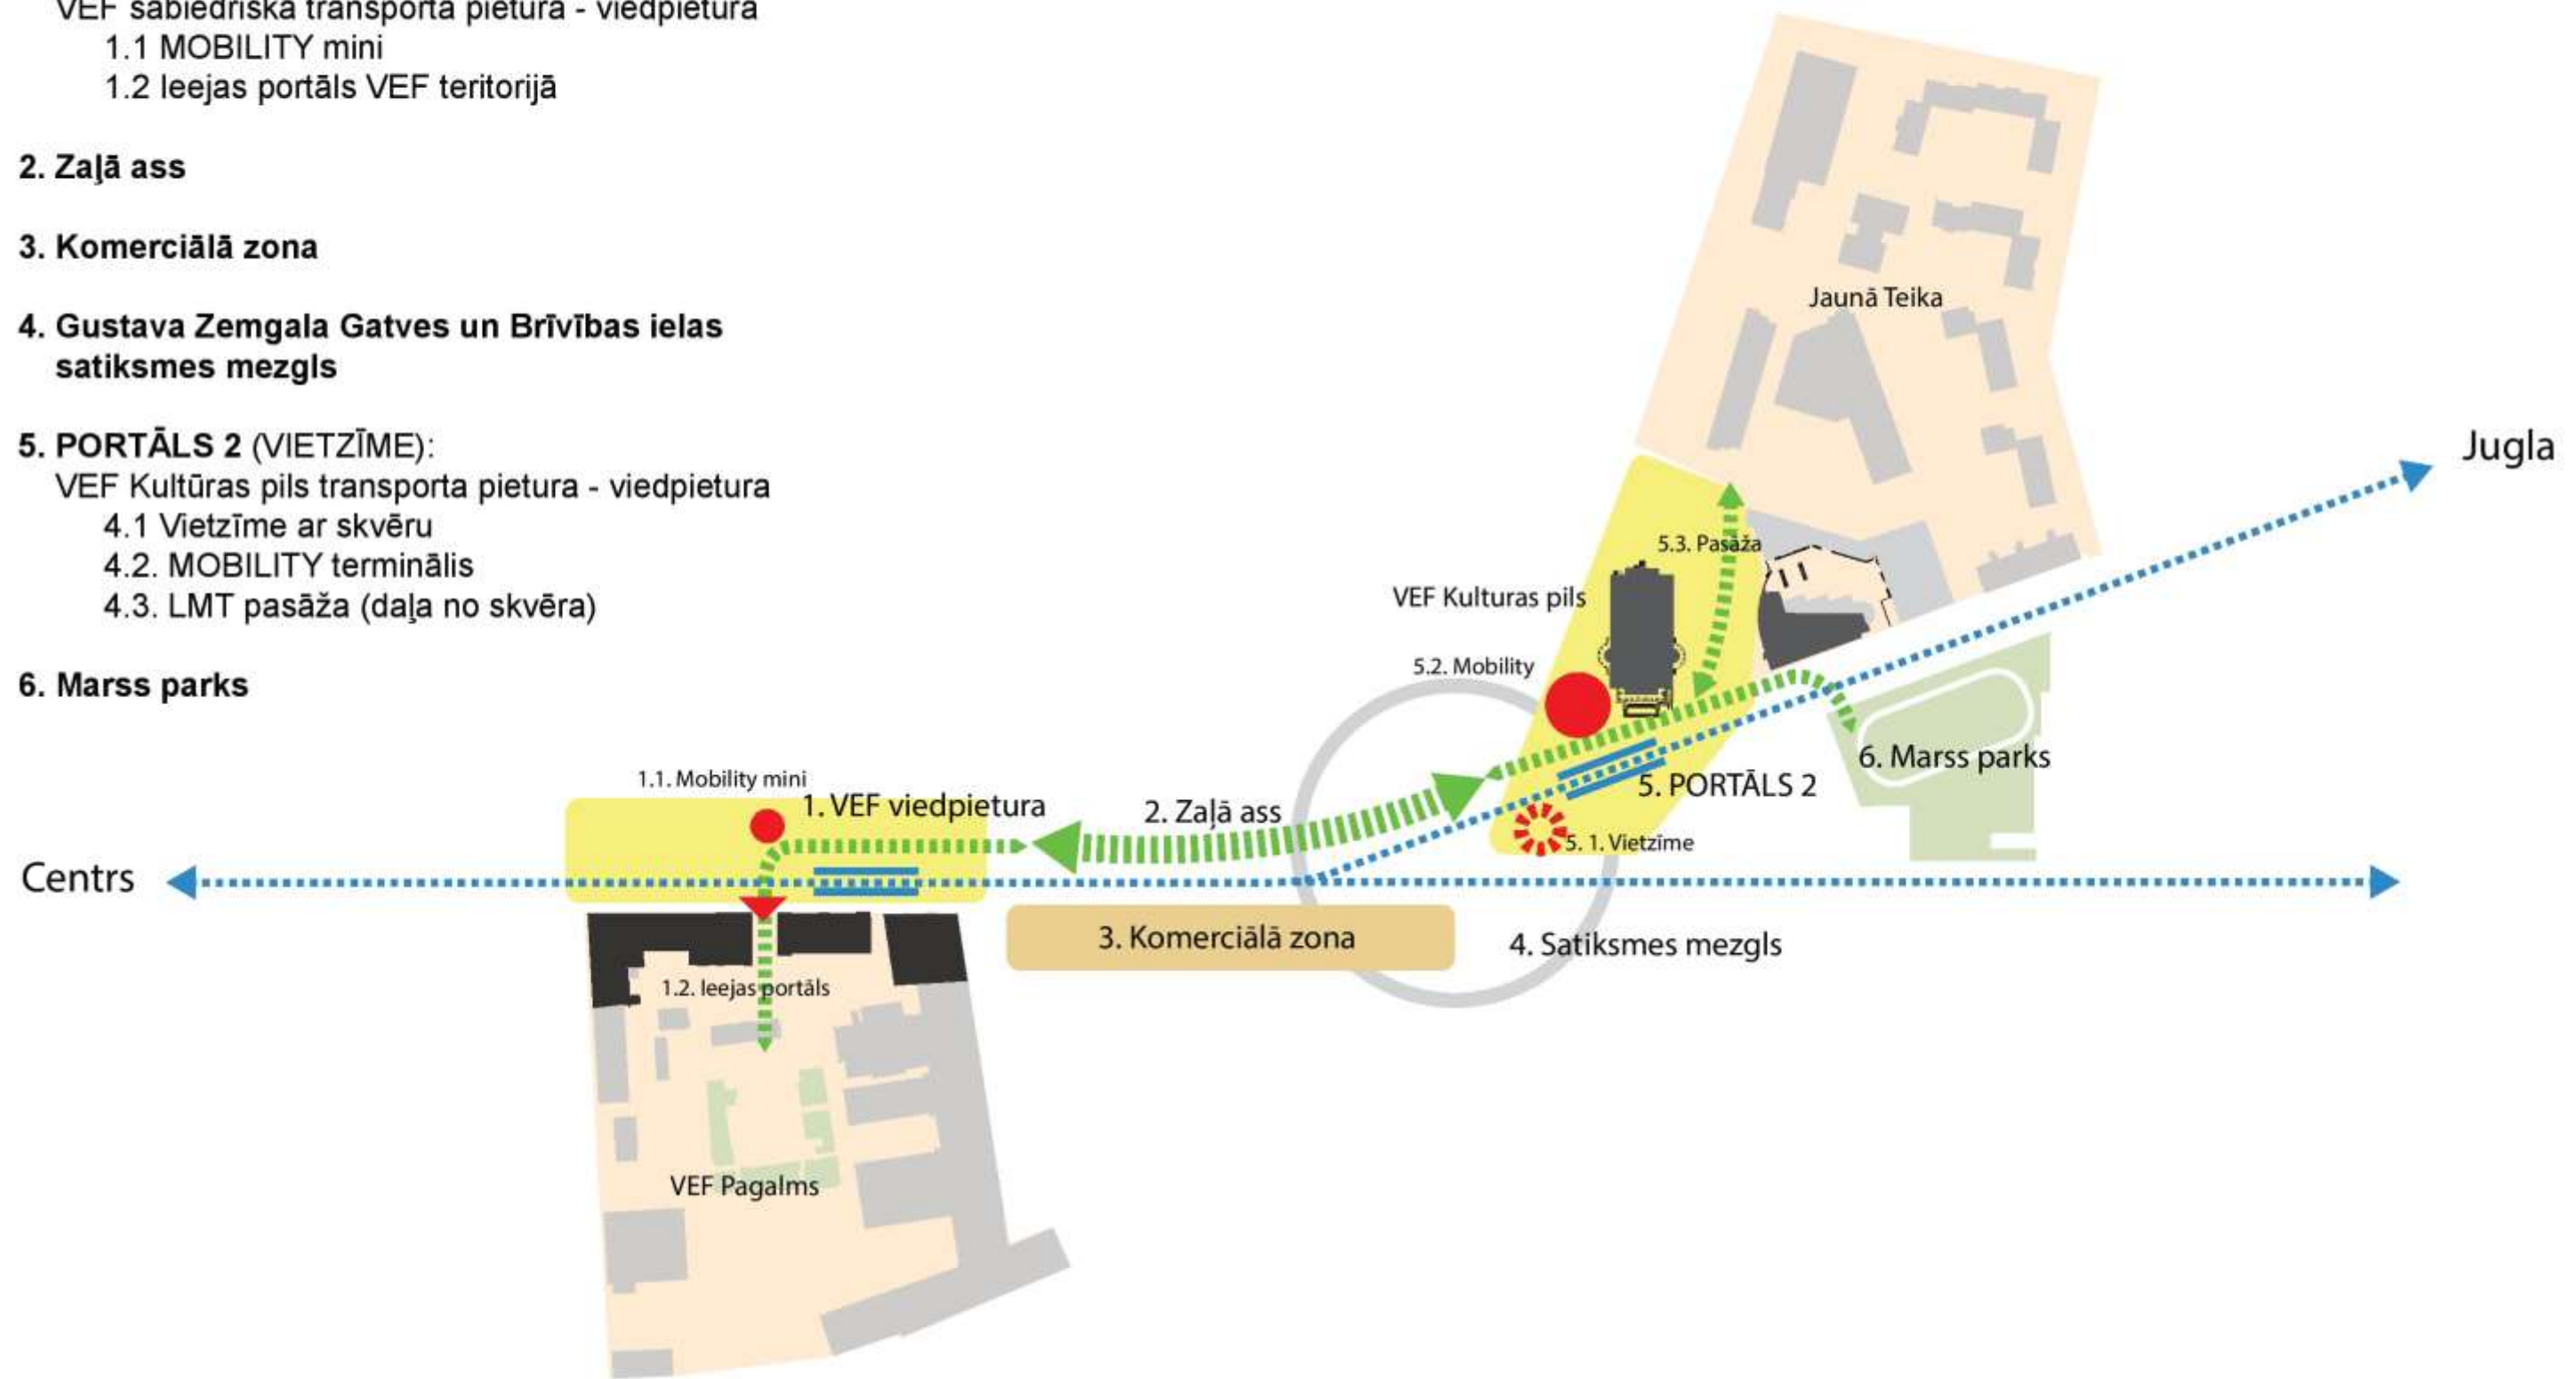 VEF sabiedriskā transporta pietura - viedpietura
1.1 MOBILITY mini
1.2 Ieejas portāls VEF teritorijā
2. Zaļā ass
3. Komerciālā zona
4. Gustava Zemgala Gatves un Brīvības ielas
satiksmes mezgls
5. PORTĀLS 2 (VIETZĪME):
VEF Kultūras pils transporta pietura - viedpietura
4.1 Vietzīme ar skvēru
4.2. MOBILITY terminālis
4.3. LMT pasāža (daļa no skvēra)
6. Marss parks
Jaunā Teika
Jugla
5.3. Pasāža
VEF Kulturas pils
5.2. Mobility
6. Marss parks
1.1. Mobility mini
1. VEF viedpietura
2. Zaļā ass
5. PORTĀLS 2
5. 1. Vietzīme
Centrs
3. Komerciālā zona
4. Satiksmes mezgls
1.2. Ieejas portāls
VEF Pagalms